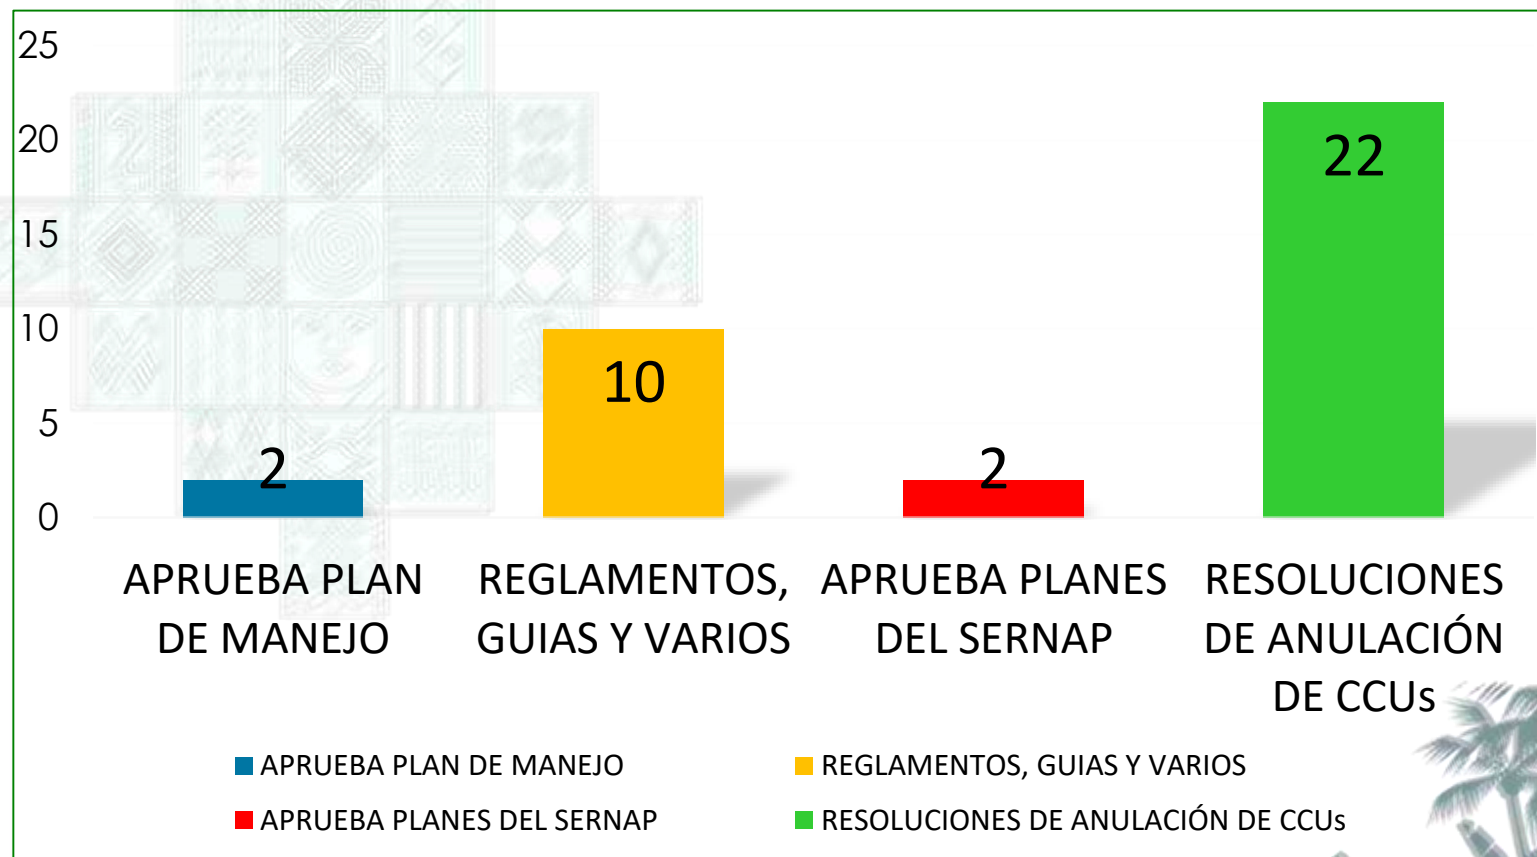 25
20
15
10
5
0
2
10
2
22
APRUEBA PLAN
DE MANEJO
REGLAMENTOS,
GUIAS Y VARIOS
APRUEBA PLANES
DEL SERNAP
RESOLUCIONES
DE ANULACIÓN
DE CCUs
APRUEBA PLAN DE MANEJO
REGLAMENTOS, GUIAS Y VARIOS
APRUEBA PLANES DEL SERNAP
RESOLUCIONES DE ANULACIÓN DE CCUs